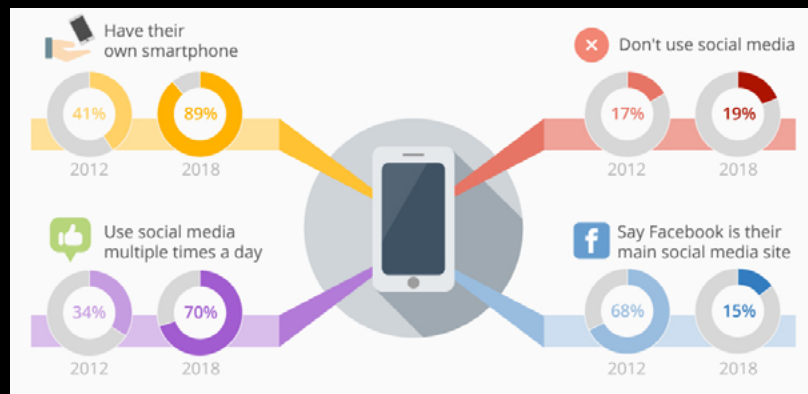 Have their
own smartphone
41%
89%
2012
2018
Don't use social media
17%
19%
2012
2018
Use social media
multiple times a day
34%
70%
2012
2018
Say Facebook is their
main social media site
68%
15%
2012
2018